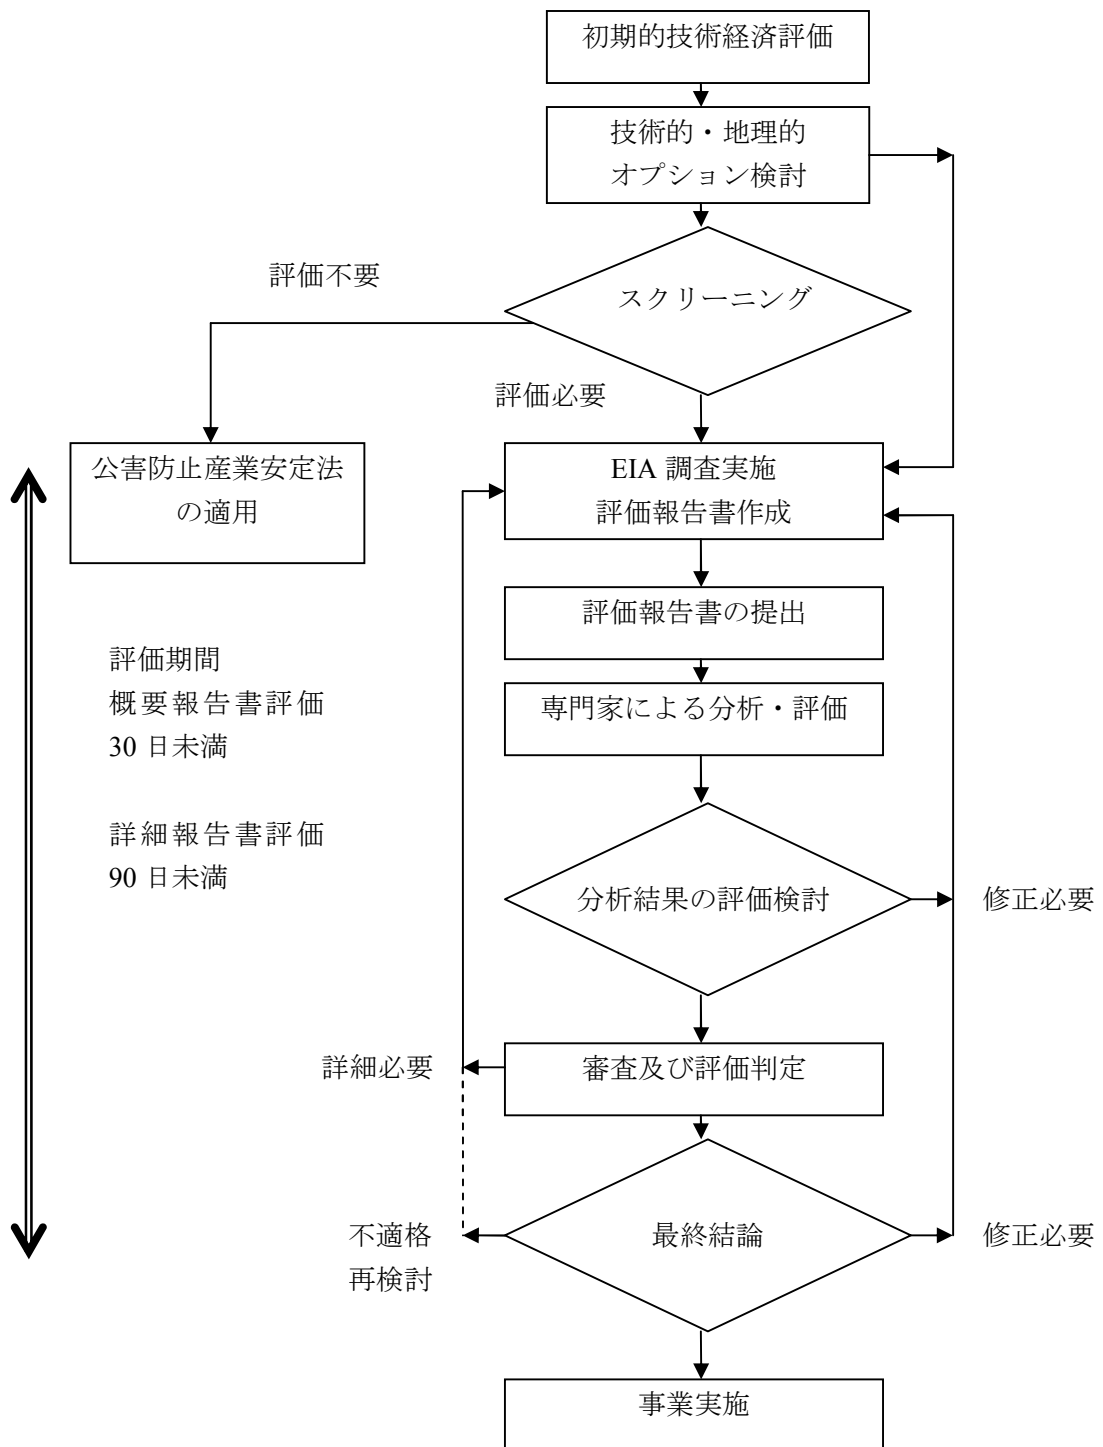 初期的技術経済評価
技術的・地理的
オプション検討
評価不要
スクリーニング
評価必要
公害防止産業安定法
の適用
EIA 調査実施
評価報告書作成
評価報告書の提出
評価期間
概要報告書評価
30 日未満
専門家による分析・評価
詳細報告書評価
90 日未満
分析結果の評価検討
修正必要
詳細必要
審査及び評価判定
不適格
再検討
最終結論
修正必要
事業実施